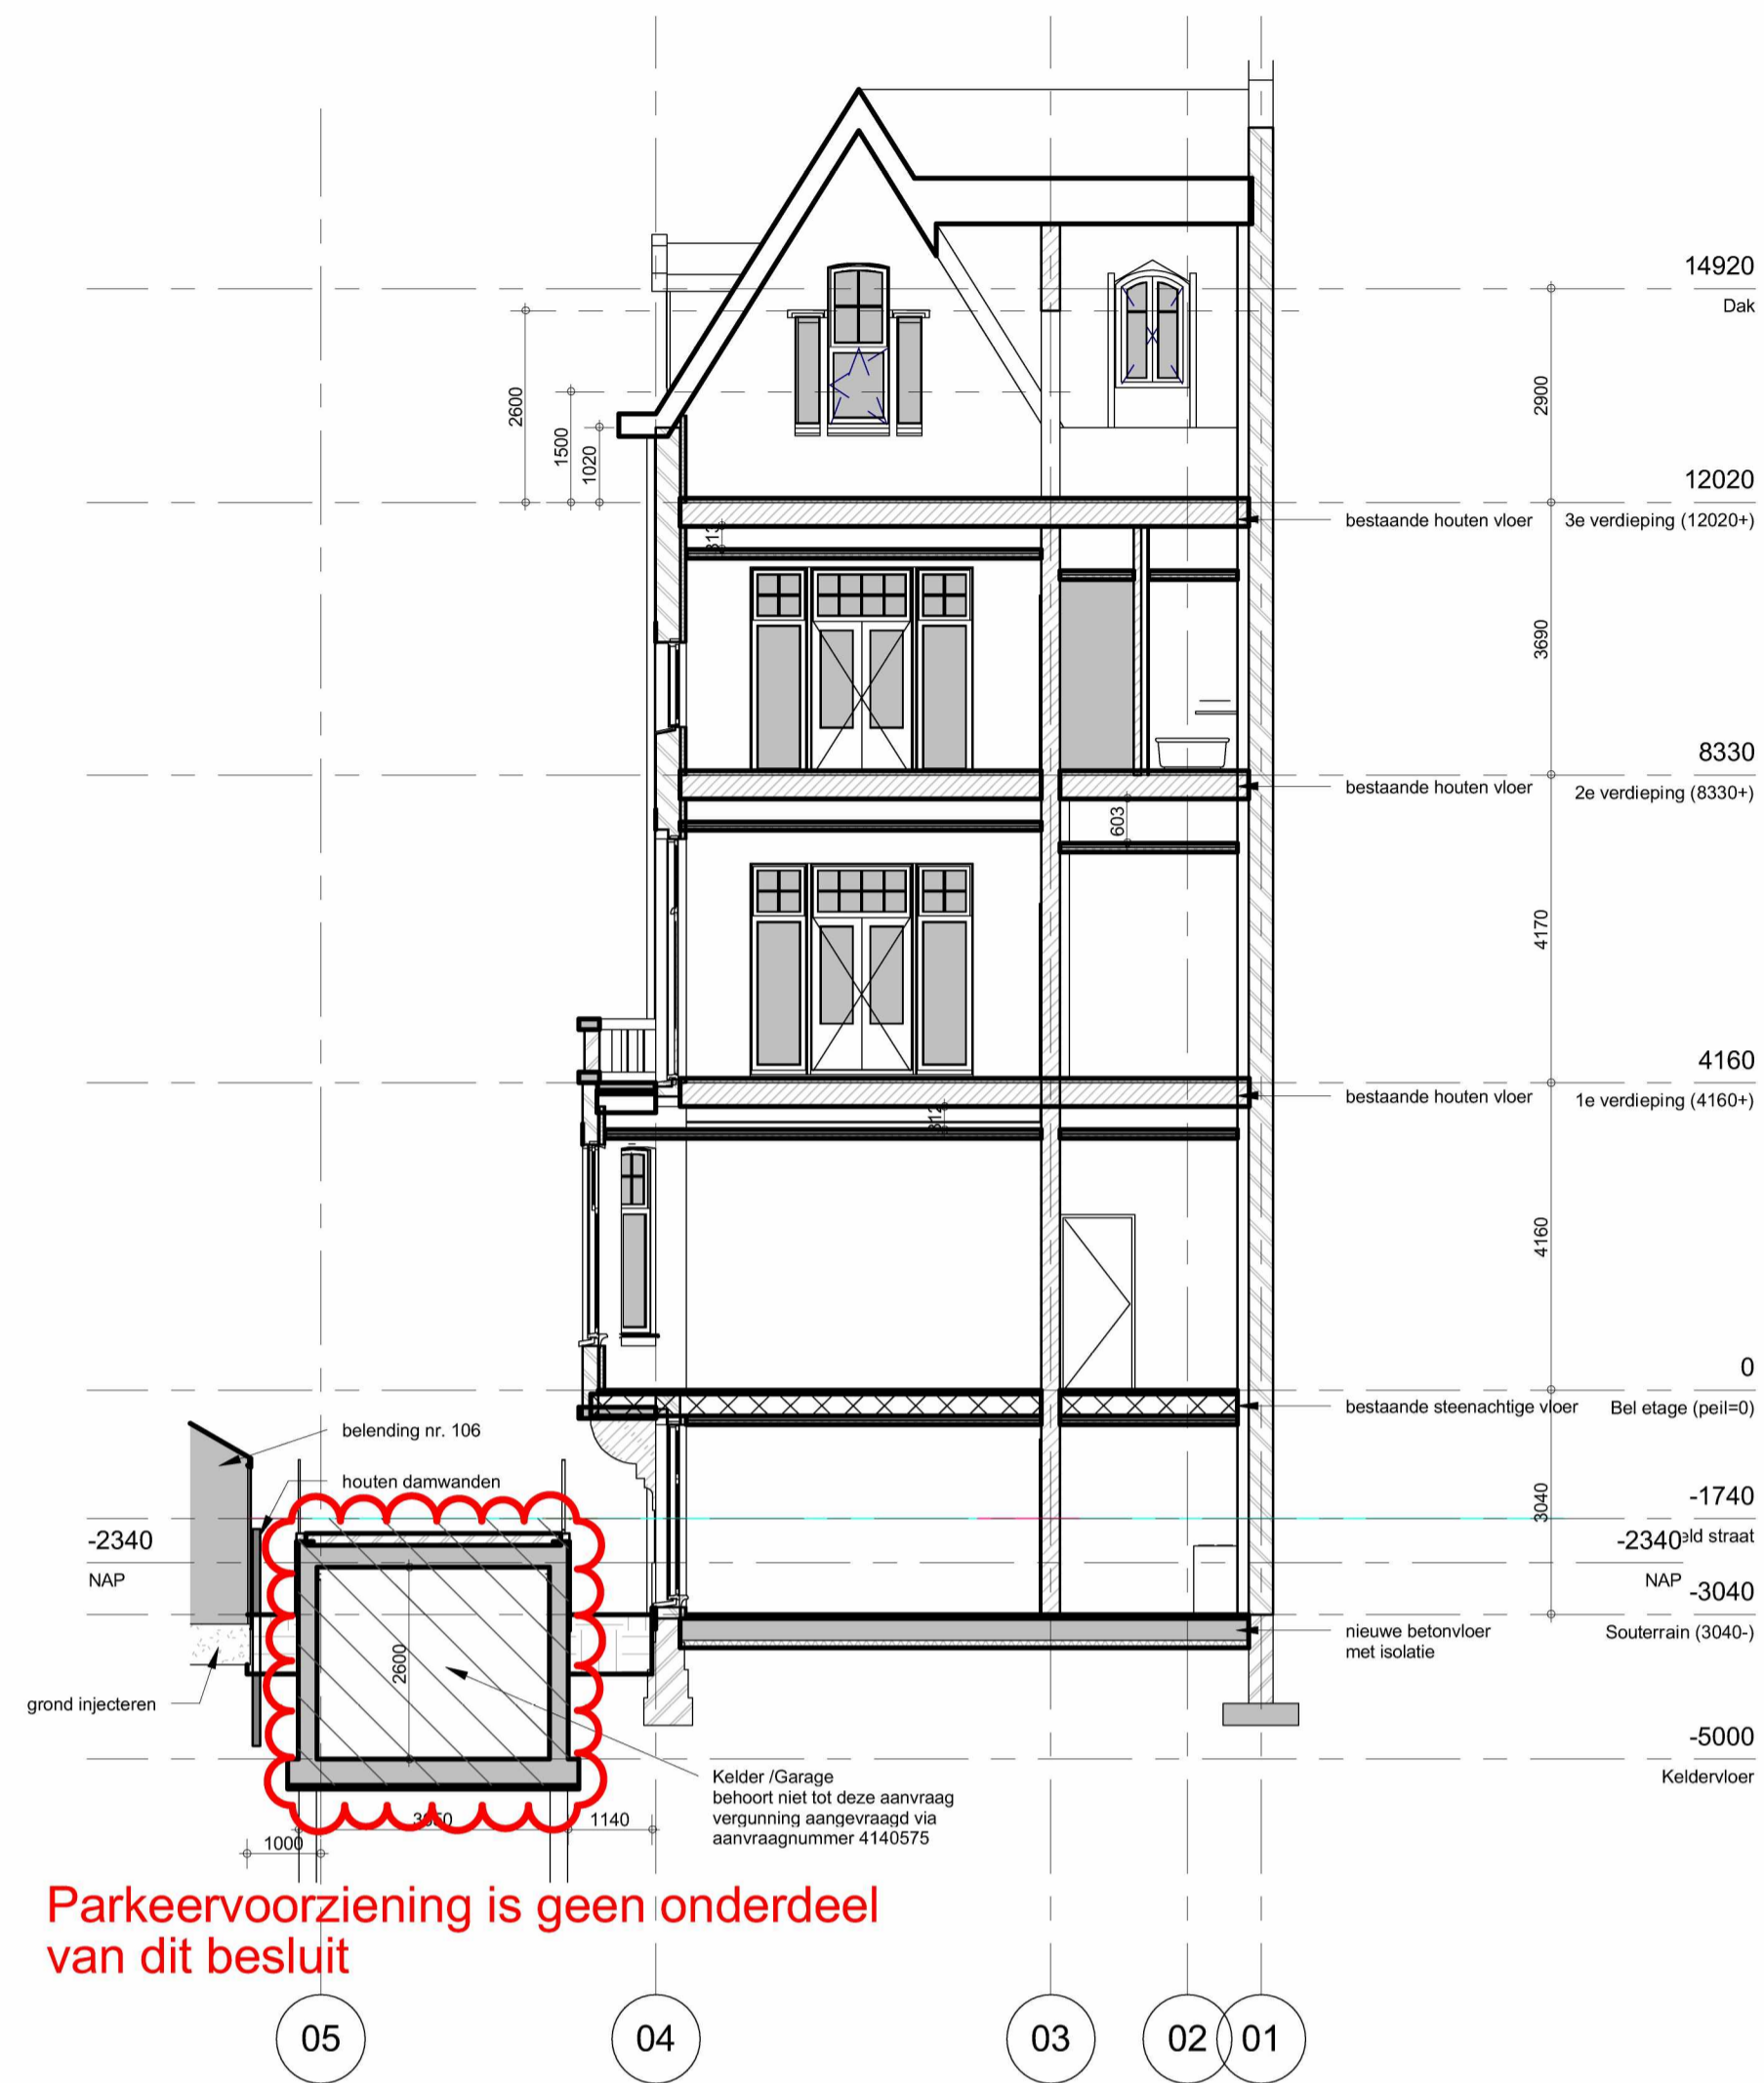 14920
Dak
2600
1500
1020
2900
12020
bestaande houten vloer
3e verdieping (12020+)
313
3690
8330
bestaande houten vloer
2e verdieping (8330+)
603
4170
4160
bestaande houten vloer
1e verdieping (4160+)
312
4160
0
bestaande steenachtige vloer
Bel etage (peil=0)
belending nr. 106
houten damwanden
3040
-1740
eld straat
-2340
NAP
-2340
NAP
-3040
Souterrain (3040-)
nieuwe betonvloer
met isolatie
2600
grond injecteren
-5000
Keldervloer
Kelder /Garage
behoort niet tot deze aanvraag
vergunning aangevraagd via
aanvraagnummer 4140575
1140
1000
Parkeervoorziening is geen onderdeel
van dit besluit
05
04
03
02
01